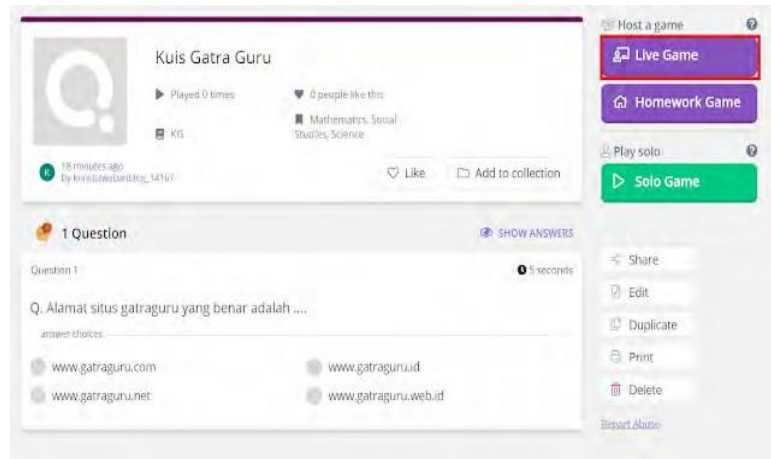 Kuis Gatra Guru
Played 0 times
0 people like this
KG
Mathematics, Social Studies, Science
18 minutes ago
by
Like
Add to collection
1 Question
SHOW ANSWERS
Question 1
5 seconds
Q. Alamat situs gatraguru yang benar adalah ....
answer choices
www.gatraguru.com
www.gatraguru.id
www.gatraguru.net
www.gatraguru.web.id
Host a game
Live Game
Homework Game
Play solo
Solo Game
Share
Edit
Duplicate
Print
Delete
Report Abuse